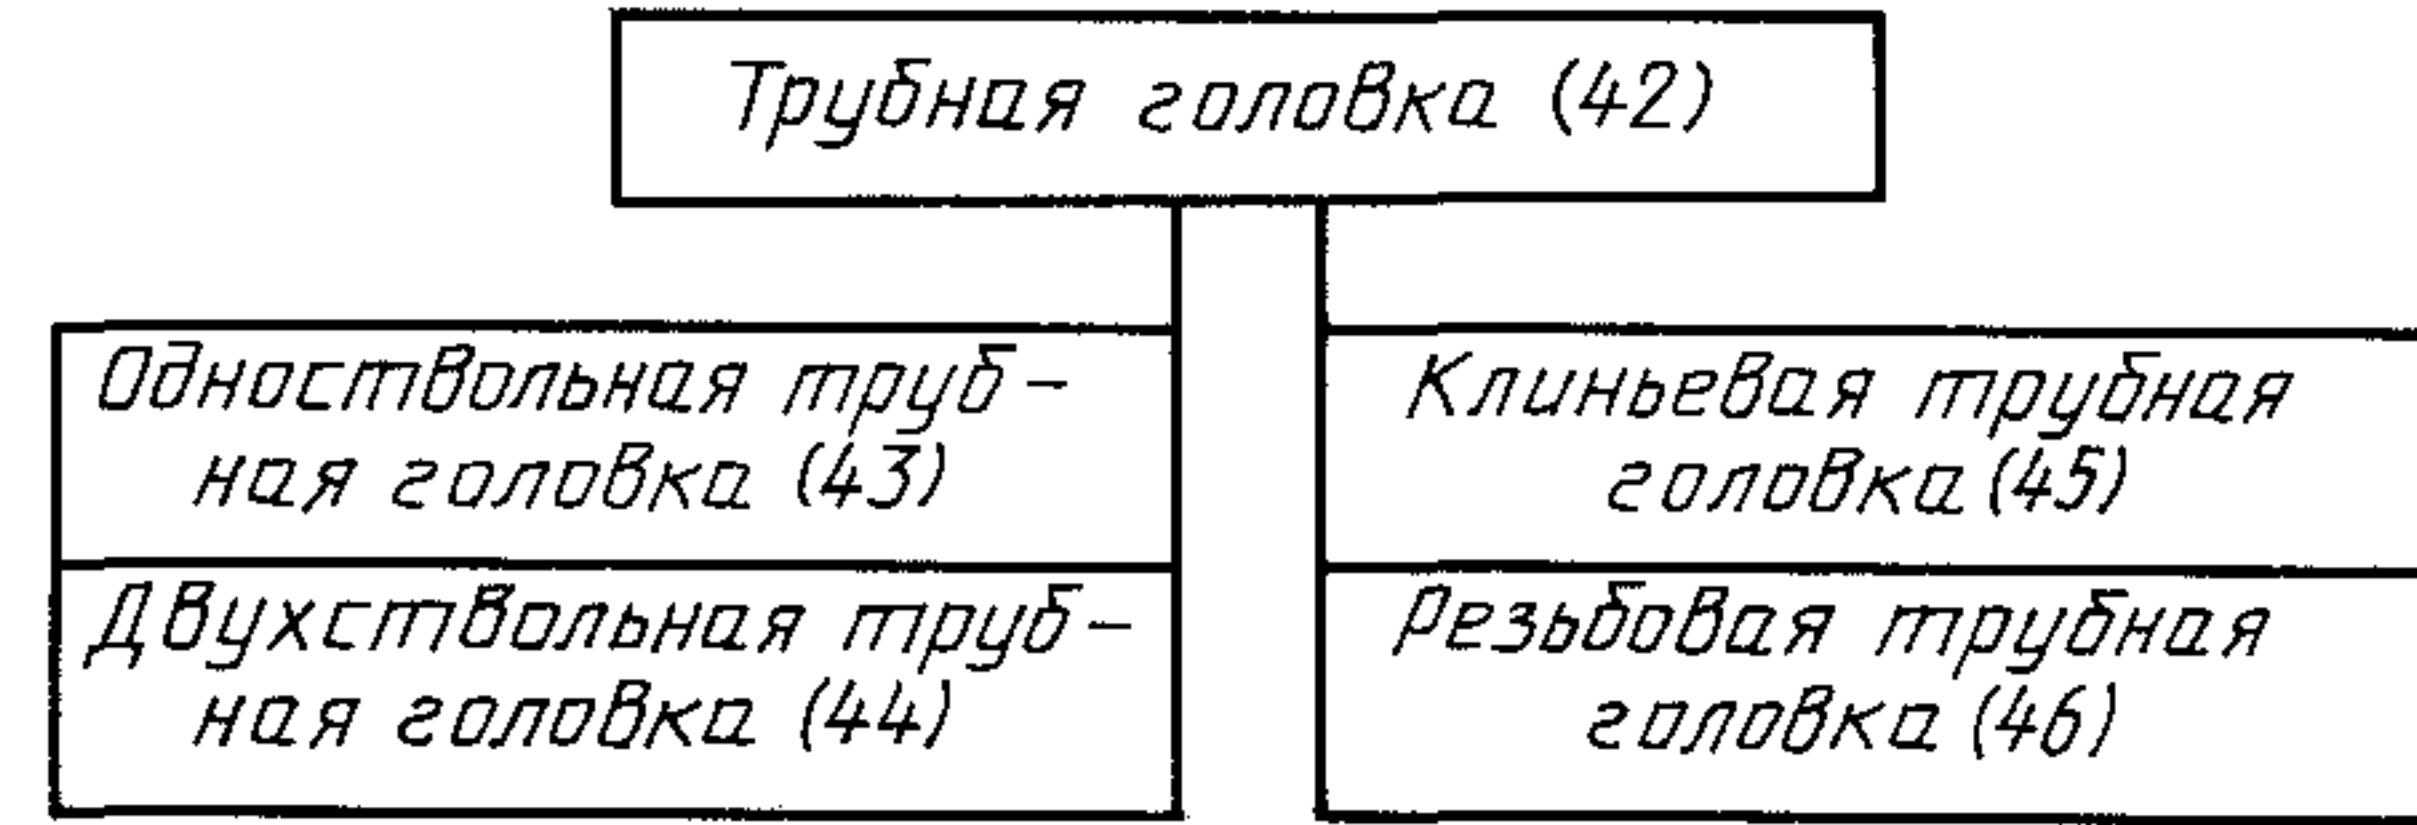 Трубная головка (42)
Одноствольная труб-
ная головка (43)
Двухствольная труб-
ная головка (44)
Клиньевая трубная
головка (45)
Резьбовая трубная
головка (46)